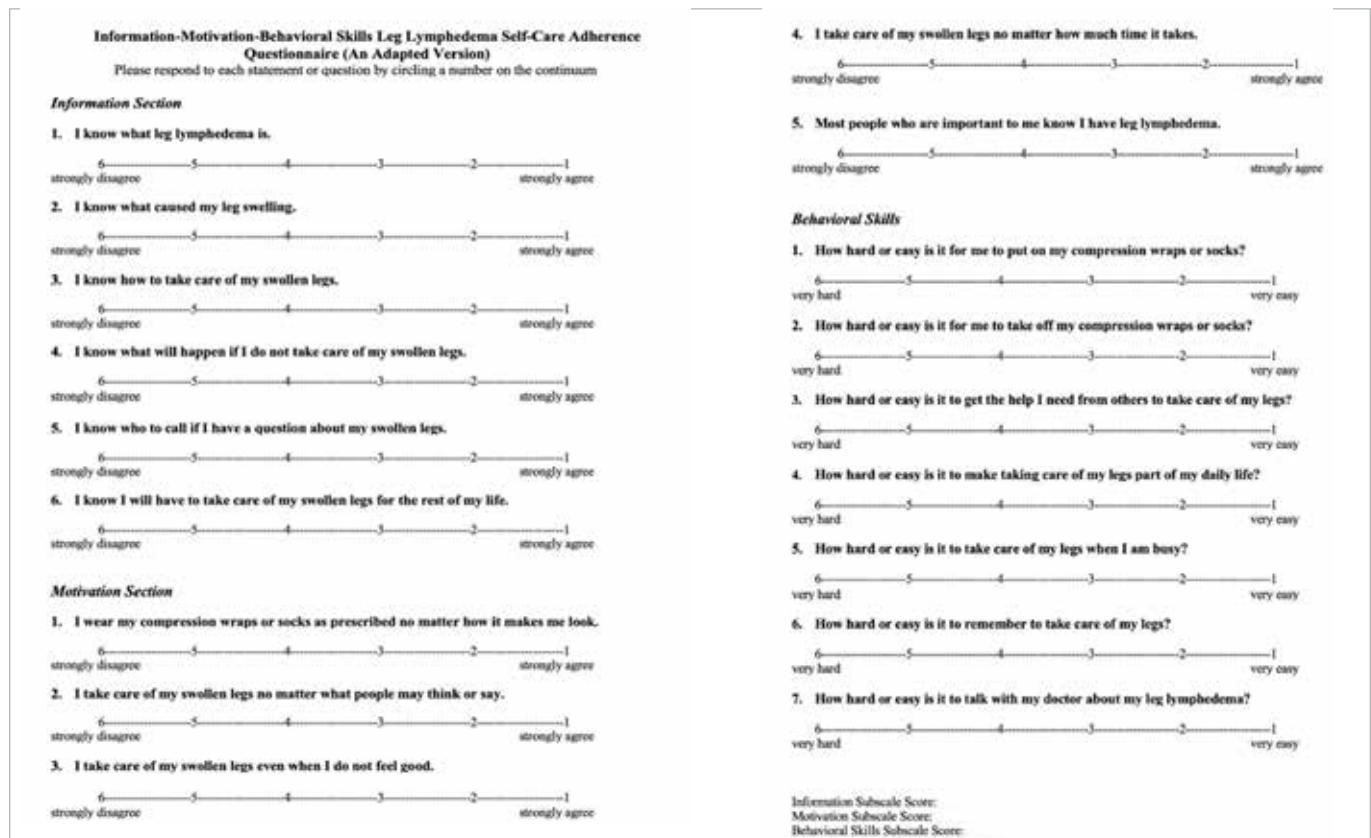 Information-Motivation-Behavioral Skills Leg Lymphedema Self-Care Adherence
Questionnaire (An Adapted Version)
Please respond to each statement or question by circling a number on the continuum
Information Section
1. I know what leg lymphedema is.
6-----5-----4-----3-----2-----1
strongly disagree strongly agree
2. I know what caused my leg swelling.
6-----5-----4-----3-----2-----1
strongly disagree strongly agree
3. I know how to take care of my swollen legs.
6-----5-----4-----3-----2-----1
strongly disagree strongly agree
4. I know what will happen if I do not take care of my swollen legs.
6-----5-----4-----3-----2-----1
strongly disagree strongly agree
5. I know who to call if I have a question about my swollen legs.
6-----5-----4-----3-----2-----1
strongly disagree strongly agree
6. I know I will have to take care of my swollen legs for the rest of my life.
6-----5-----4-----3-----2-----1
strongly disagree strongly agree
Motivation Section
1. I wear my compression wraps or socks as prescribed no matter how it makes me look.
6-----5-----4-----3-----2-----1
strongly disagree strongly agree
2. I take care of my swollen legs no matter what people may think or say.
6-----5-----4-----3-----2-----1
strongly disagree strongly agree
3. I take care of my swollen legs even when I do not feel good.
6-----5-----4-----3-----2-----1
strongly disagree strongly agree
4. I take care of my swollen legs no matter how much time it takes.
6-----5-----4-----3-----2-----1
strongly disagree strongly agree
5. Most people who are important to me know I have leg lymphedema.
6-----5-----4-----3-----2-----1
strongly disagree strongly agree
Behavioral Skills
1. How hard or easy is it for me to put on my compression wraps or socks?
6-----5-----4-----3-----2-----1
very hard very easy
2. How hard or easy is it for me to take off my compression wraps or socks?
6-----5-----4-----3-----2-----1
very hard very easy
3. How hard or easy is it to get the help I need from others to take care of my legs?
6-----5-----4-----3-----2-----1
very hard very easy
4. How hard or easy is it to make taking care of my legs part of my daily life?
6-----5-----4-----3-----2-----1
very hard very easy
5. How hard or easy is it to take care of my legs when I am busy?
6-----5-----4-----3-----2-----1
very hard very easy
6. How hard or easy is it to remember to take care of my legs?
6-----5-----4-----3-----2-----1
very hard very easy
7. How hard or easy is it to talk with my doctor about my leg lymphedema?
6-----5-----4-----3-----2-----1
very hard very easy
Information Subscale Score:
Motivation Subscale Score:
Behavioral Skills Subscale Score: